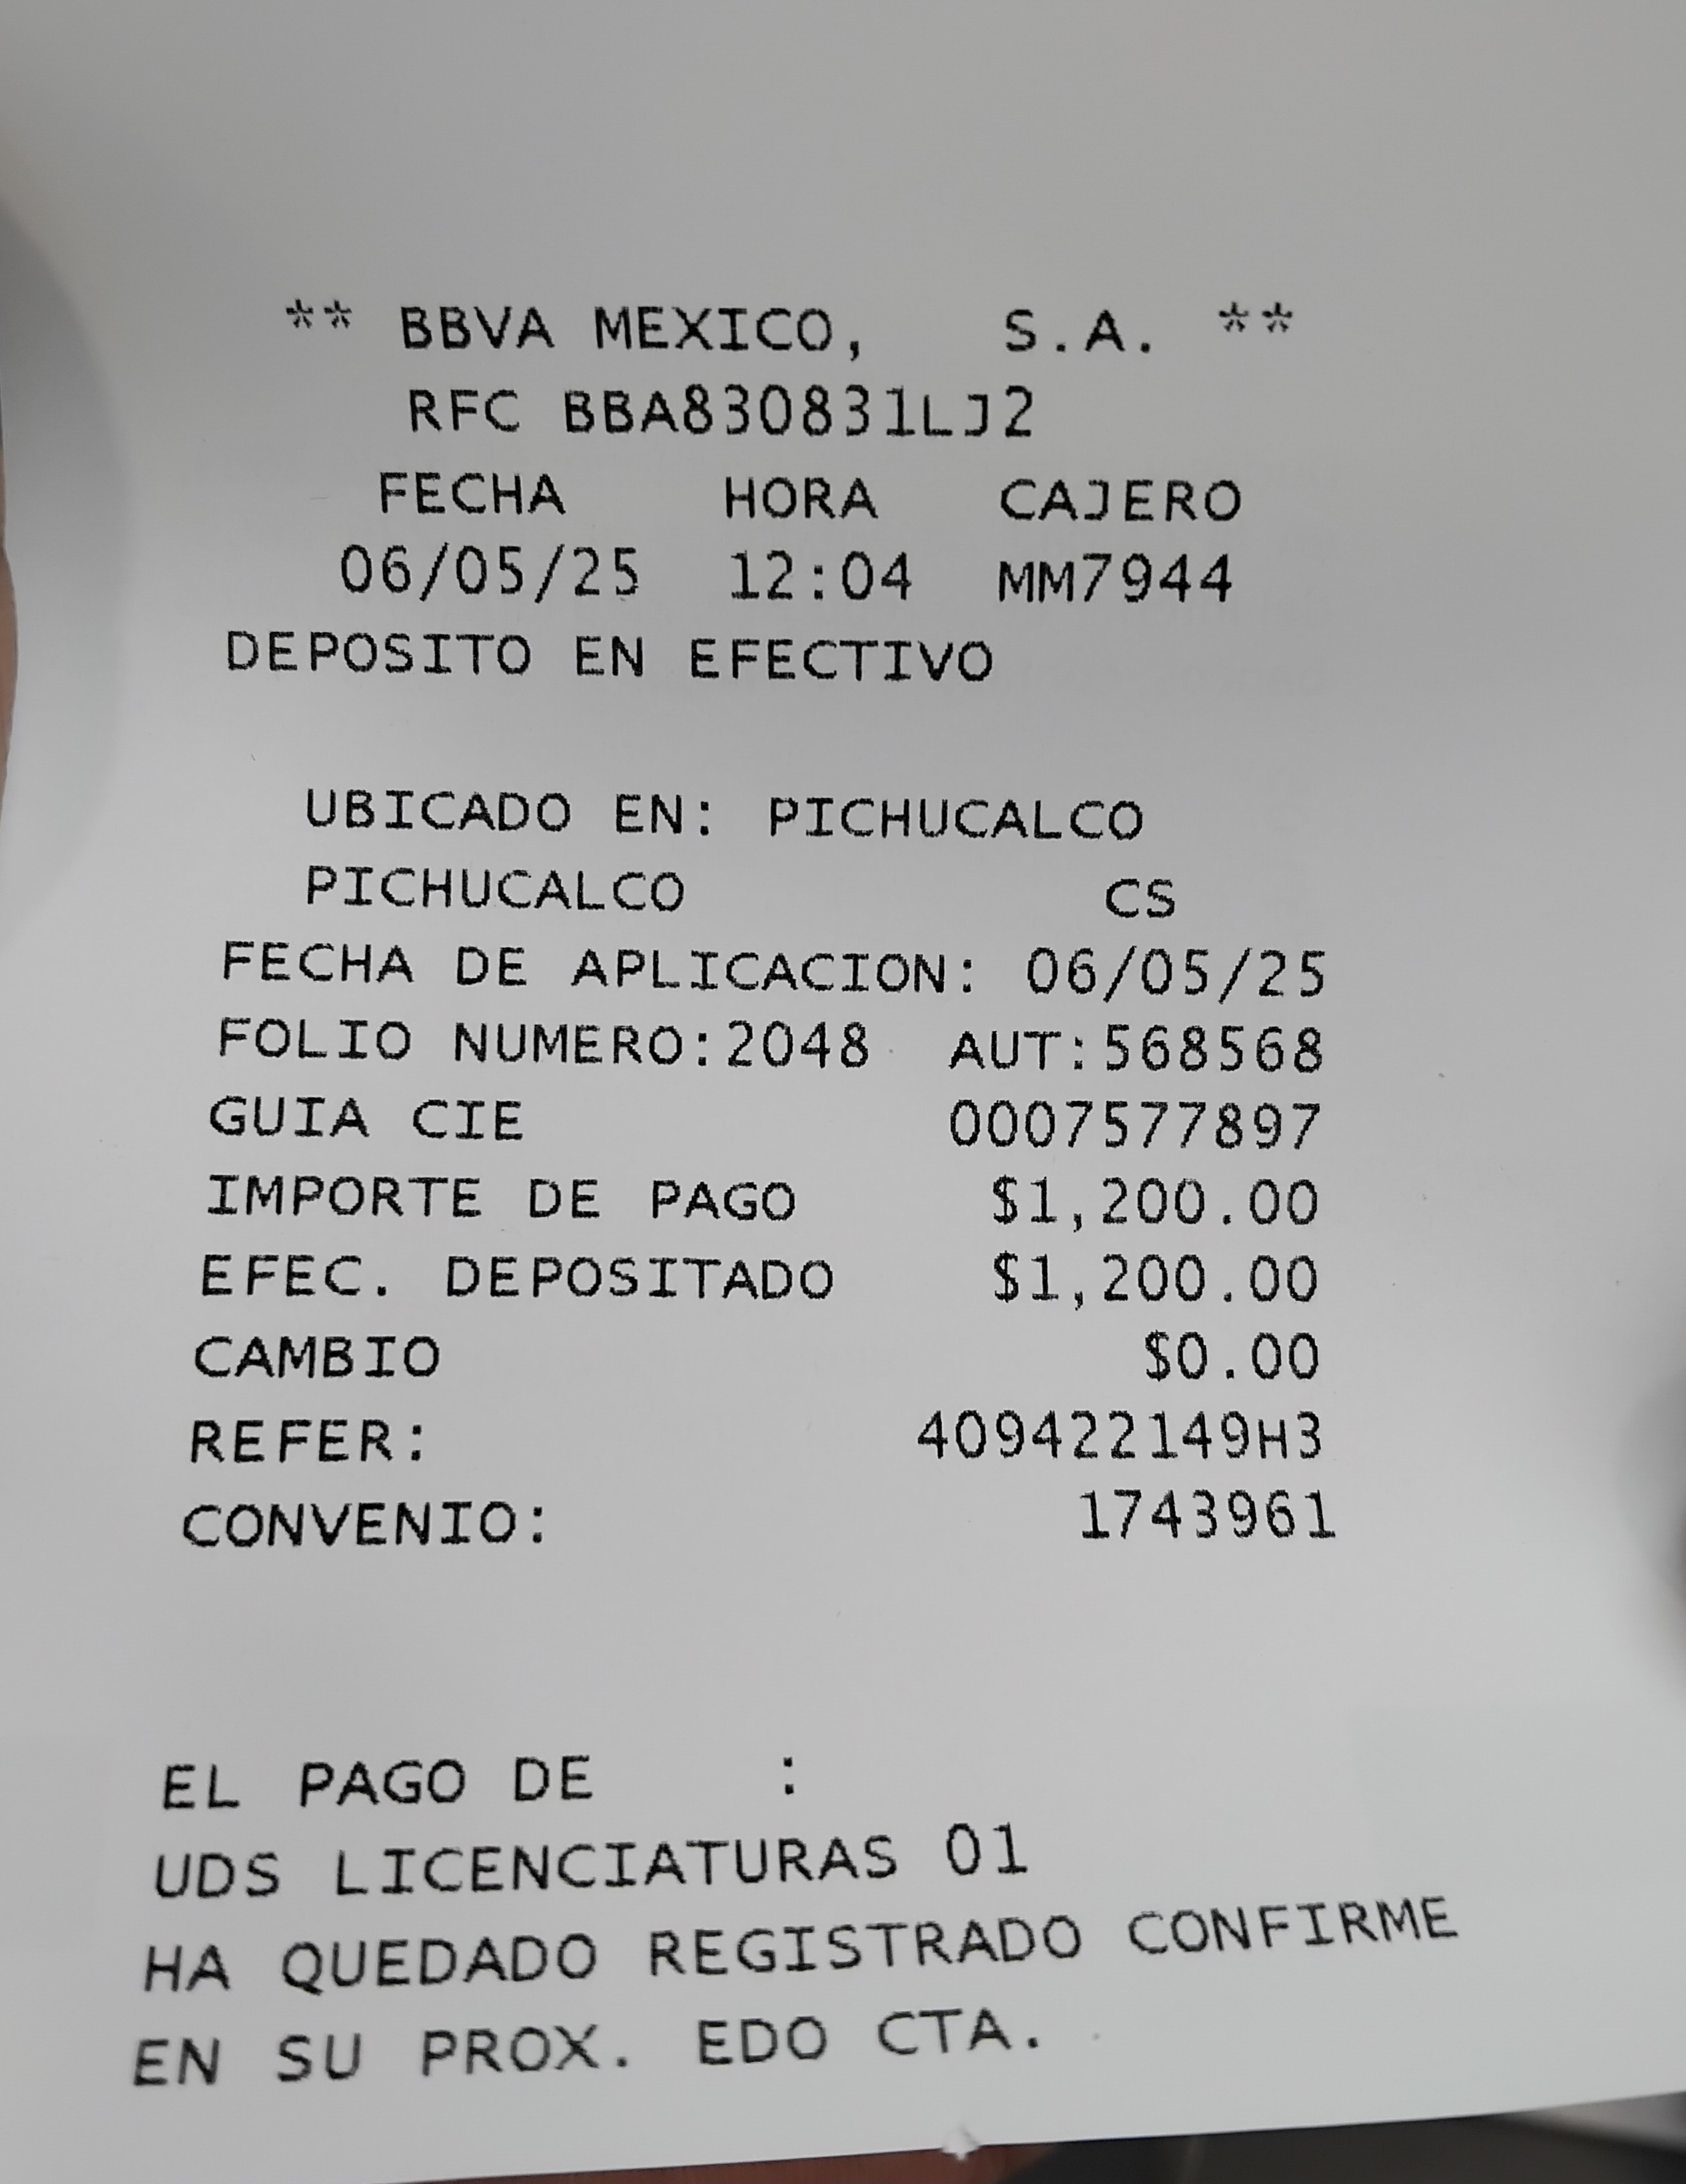 ** BBVA MEXICO, S.A. **
RFC BBA830831LJ2
FECHA HORA CAJERO
06/05/25 12:04 MM7944
DEPOSITO EN EFECTIVO
UBICADO EN: PICHUCALCO
PICHUCALCO CS
FECHA DE APLICACION: 06/05/25
FOLIO NUMERO:2048 AUT:568568
GUIA CIE 0007577897
IMPORTE DE PAGO $1,200.00
EFEC. DEPOSITADO $1,200.00
CAMBIO $0.00
REFER: 409422149H3
CONVENIO: 1743961
EL PAGO DE :
UDS LICENCIATURAS 01
HA QUEDADO REGISTRADO CONFIRME
EN SU PROX. EDO CTA.